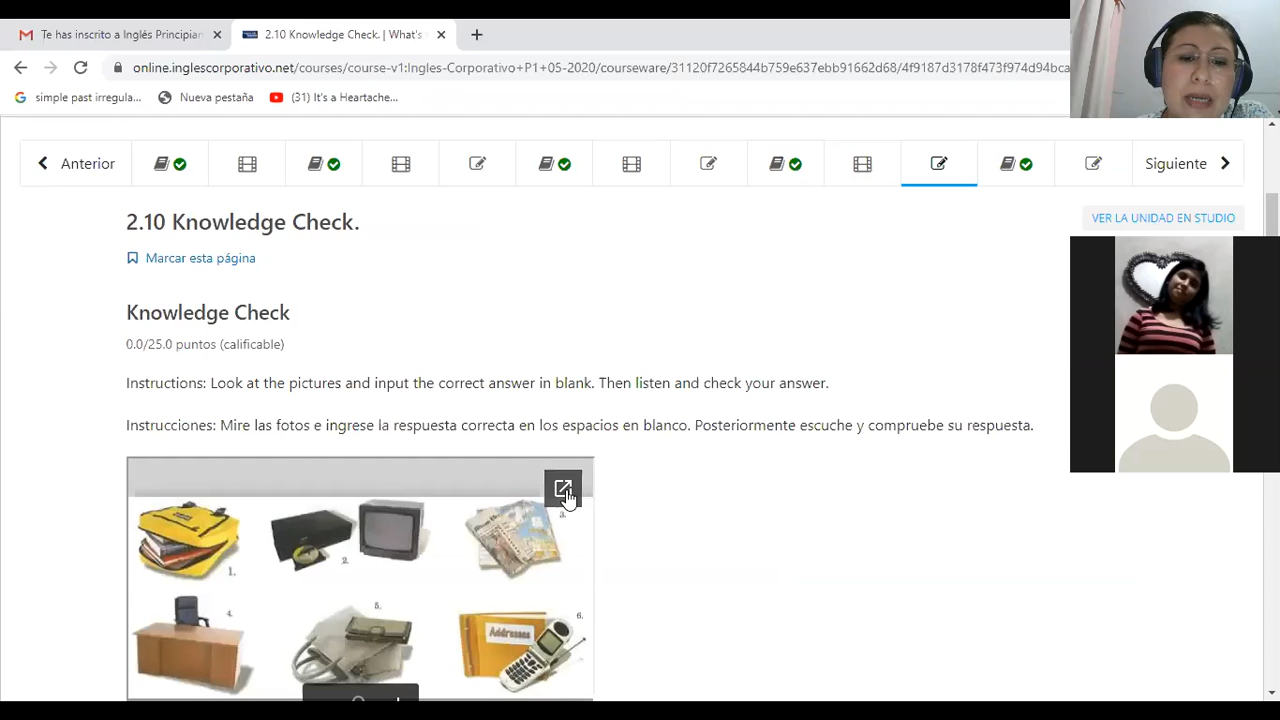 Te has inscrito a Inglés Principian
2.10 Knowledge Check. | What's
online.inglescorporativo.net/courses/course-v1:Ingles-Corporativo+P1+05-2020/courseware/31120f7265844b759e637ebb91662d68/4f9187d3178f473f974d94bca
simple past irregula... Nueva pestaña (31) It's a Heartache...
Anterior Siguiente
2.10 Knowledge Check.
VER LA UNIDAD EN STUDIO
Marcar esta página
Knowledge Check
0.0/25.0 puntos (calificable)
Instructions: Look at the pictures and input the correct answer in blank. Then listen and check your answer.
Instrucciones: Mire las fotos e ingrese la respuesta correcta en los espacios en blanco. Posteriormente escuche y compruebe su respuesta.
1. 2. 3.
4. 5. 6.
Addresses